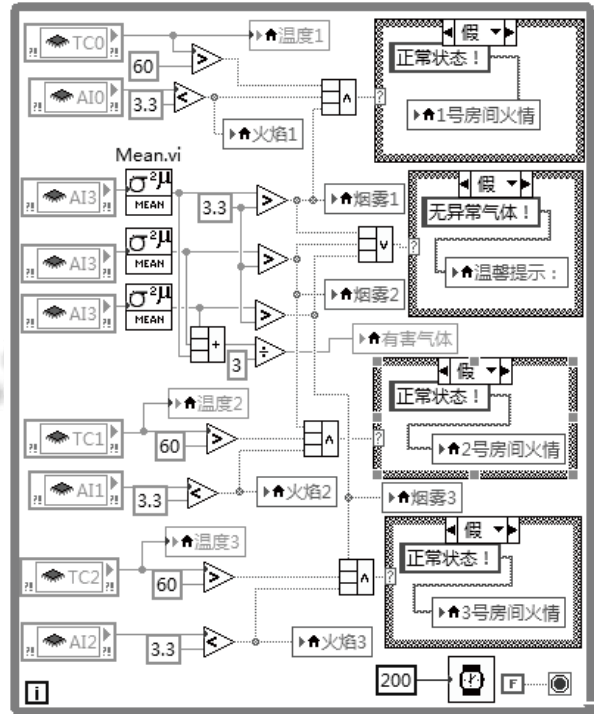 TC0
温度1
假
60
>
正常状态！
AI0
3.3
<
∧
?
1号房间火情
火焰1
Mean.vi
σ²μ
MEAN
AI3
3.3
>
烟雾1
假
无异常气体！
σ²μ
MEAN
AI3
>
∨
?
温馨提示：
σ²μ
MEAN
AI3
>
烟雾2
+
3
÷
有害气体
假
正常状态！
温度2
TC1
60
>
∧
?
2号房间火情
AI1
3.3
<
火焰2
烟雾3
温度3
假
正常状态！
TC2
60
>
∧
?
3号房间火情
AI2
3.3
<
火焰3
i
200
F